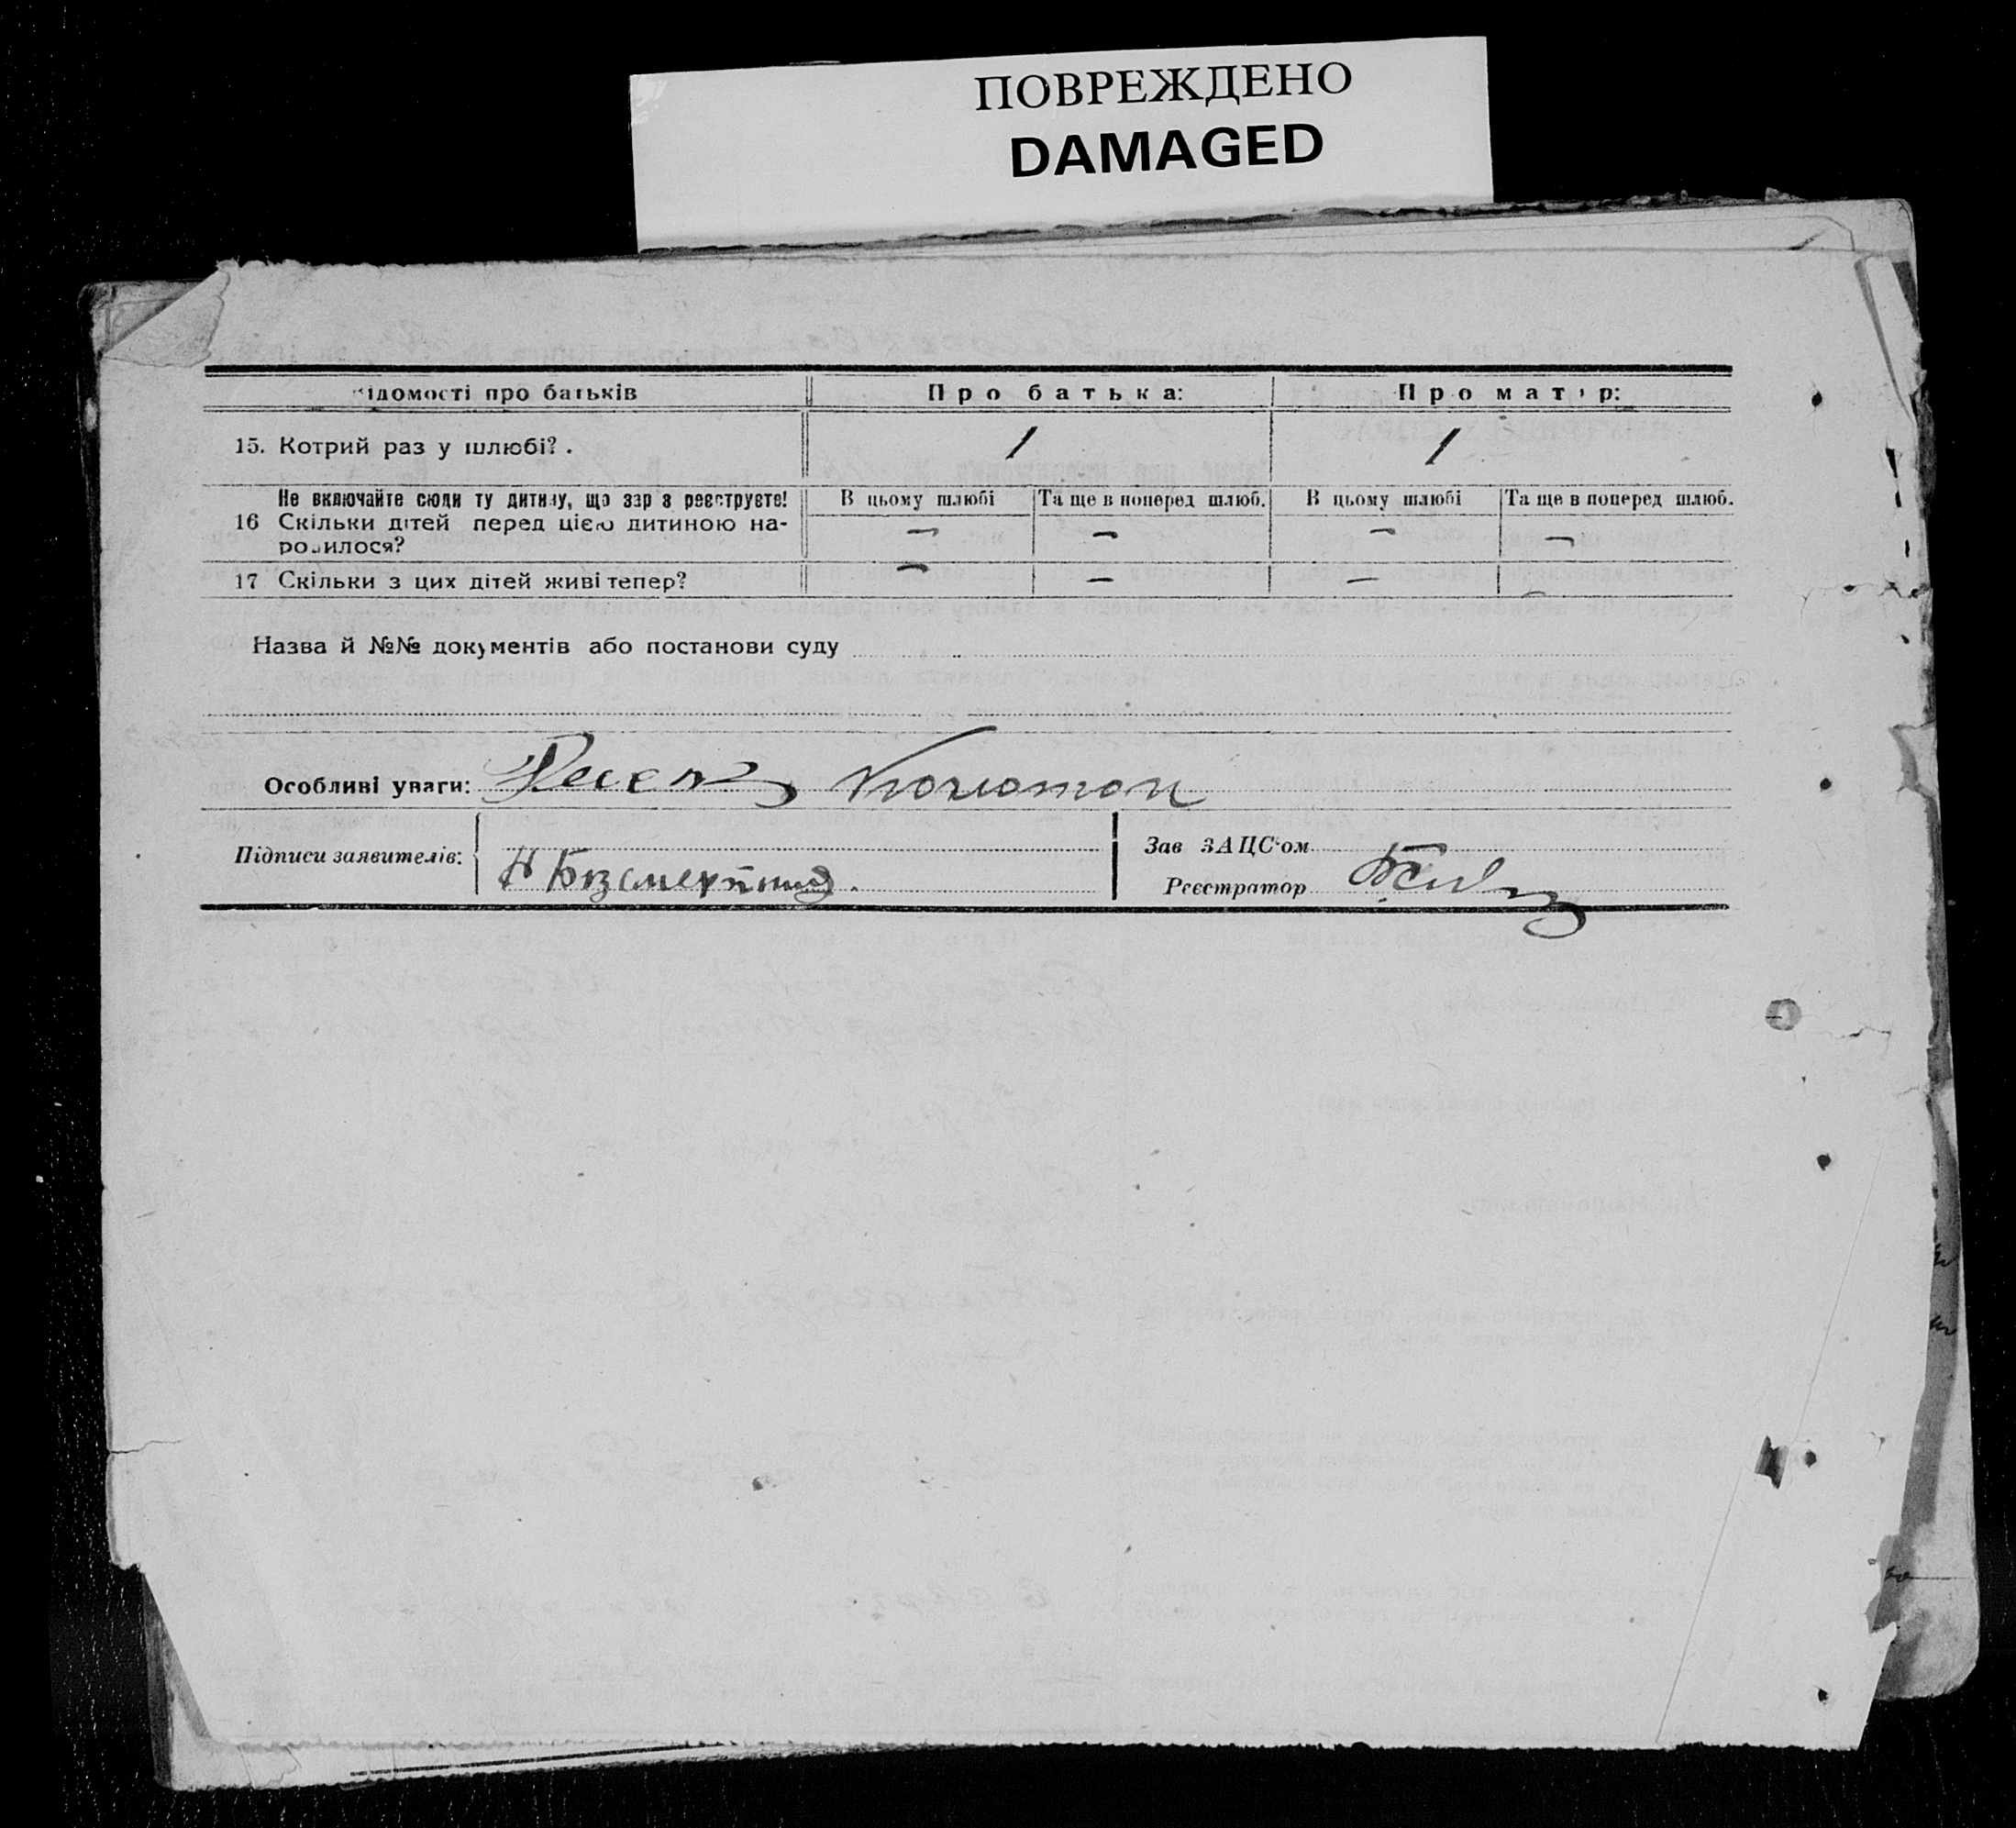 ПОВРЕЖДЕНО
DAMAGED
ідомості про батьків Про батька: Про мат р:
15. Котрий раз у шлюбі? . 1 1
Не включайте сюди ту дитину, що зар з реєструєте! В цьому шлюбі Та ще в поперед шлюб. В цьому шлюбі Та ще в поперед шлюб.
16 Скільки дітей перед цією дитиною на- — — — —
родилося?
17 Скільки з цих дітей живі тепер? — — — —
Назва й №№ документів або постанови суду
Особливі уваги:
Підписи заявителів: Зав ЗАЦС'ом
Реєстратор